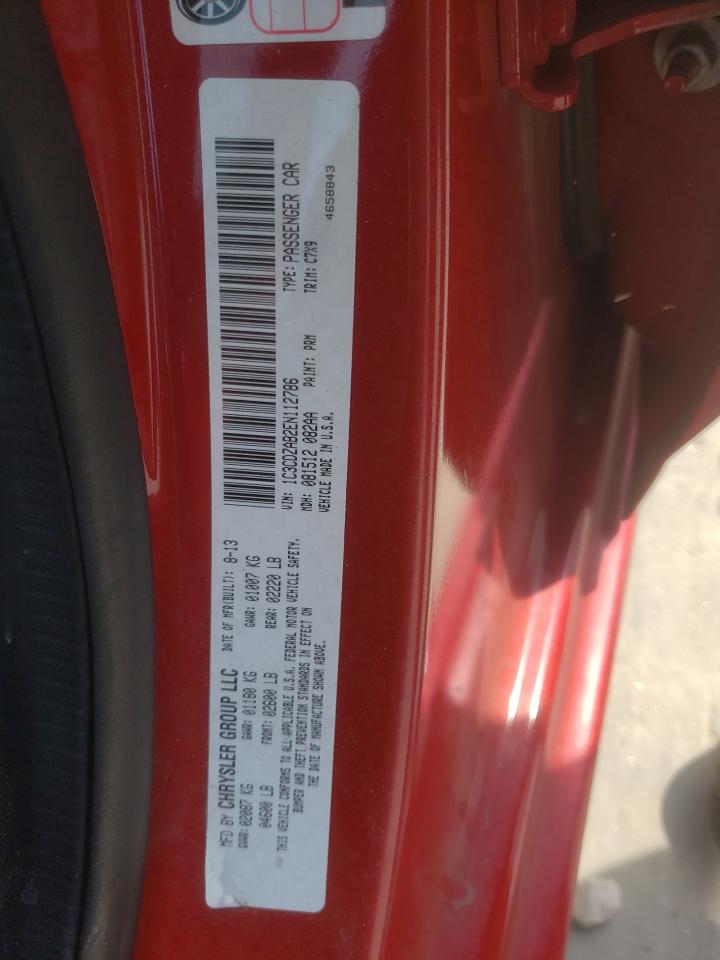 MFD BY CHRYSLER GROUP LLC DATE OF MFR(BUILT): 8-13
GVWR: 02087 KG GAWR: 01180 KG GAWR: 01007 KG
04600 LB FRONT: 02600 LB REAR: 02220 LB
THIS VEHICLE CONFORMS TO ALL APPLICABLE U.S.A. FEDERAL MOTOR VEHICLE SAFETY,
BUMPER AND THEFT PREVENTION STANDARDS IN EFFECT ON
THE DATE OF MANUFACTURE SHOWN ABOVE.
VIN: 1C3CDZAB2EN112786 TYPE: PASSENGER CAR
MDH: 081512 082AA PAINT: PRM TRIM: C7X9
VEHICLE MADE IN U.S.A.
4658843